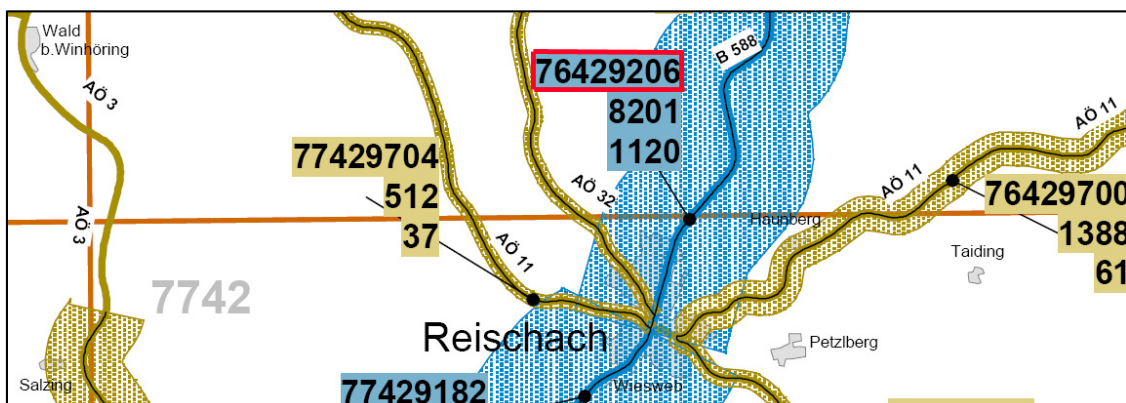 Wald
b.Winhöring
AÖ 3
B 588
76429206
8201
1120
AÖ 11
77429704
512
37
AÖ 32
AÖ 11
76429700
1388
61
AÖ 3
Haunberg
Taiding
AÖ 11
7742
Reischach
Petzlberg
Salzing
77429182
Wiesweb